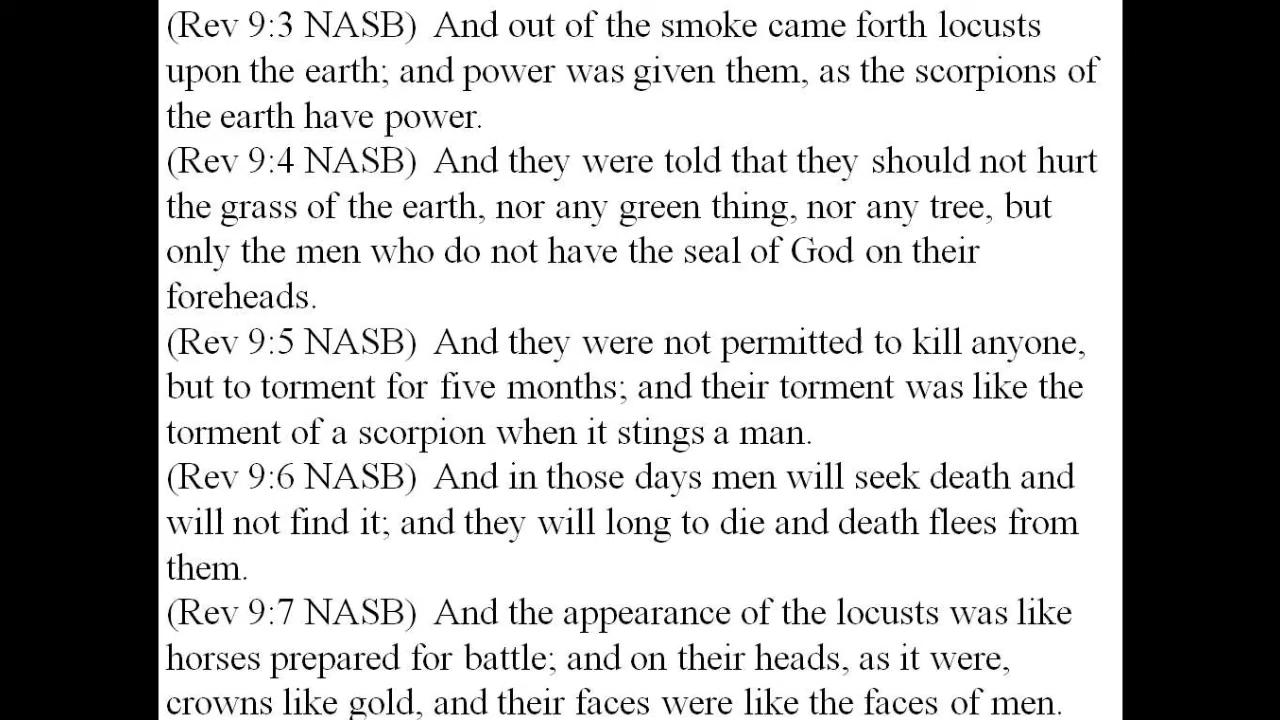 (Rev 9:3 NASB)  And out of the smoke came forth locusts
upon the earth; and power was given them, as the scorpions of
the earth have power.
(Rev 9:4 NASB)  And they were told that they should not hurt
the grass of the earth, nor any green thing, nor any tree, but
only the men who do not have the seal of God on their
foreheads.
(Rev 9:5 NASB)  And they were not permitted to kill anyone,
but to torment for five months; and their torment was like the
torment of a scorpion when it stings a man.
(Rev 9:6 NASB)  And in those days men will seek death and
will not find it; and they will long to die and death flees from
them.
(Rev 9:7 NASB)  And the appearance of the locusts was like
horses prepared for battle; and on their heads, as it were,
crowns like gold, and their faces were like the faces of men.